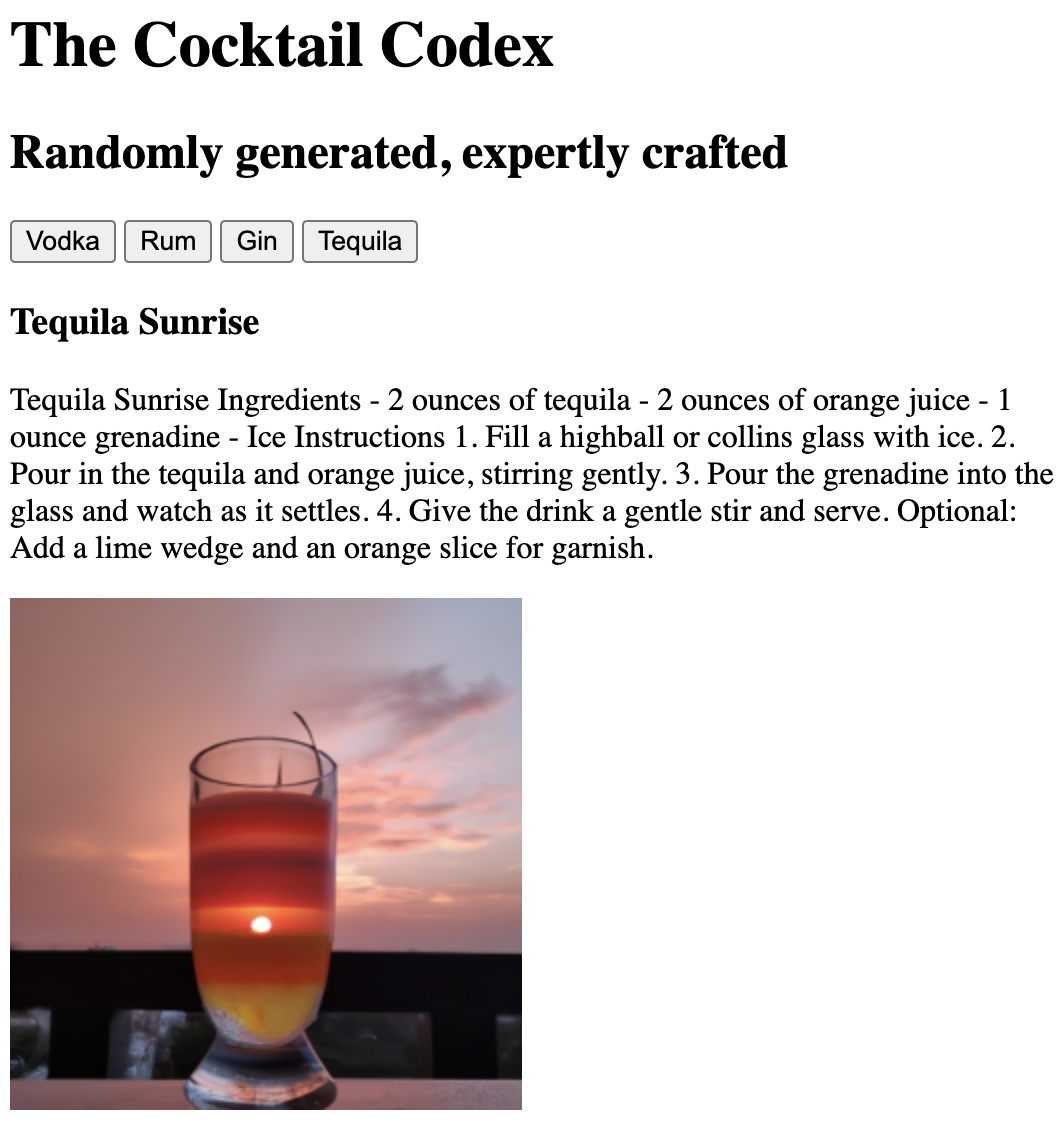 The Cocktail Codex
Randomly generated, expertly crafted
Vodka Rum Gin Tequila
Tequila Sunrise
Tequila Sunrise Ingredients - 2 ounces of tequila - 2 ounces of orange juice - 1
ounce grenadine - Ice Instructions 1. Fill a highball or collins glass with ice. 2.
Pour in the tequila and orange juice, stirring gently. 3. Pour the grenadine into the
glass and watch as it settles. 4. Give the drink a gentle stir and serve. Optional:
Add a lime wedge and an orange slice for garnish.